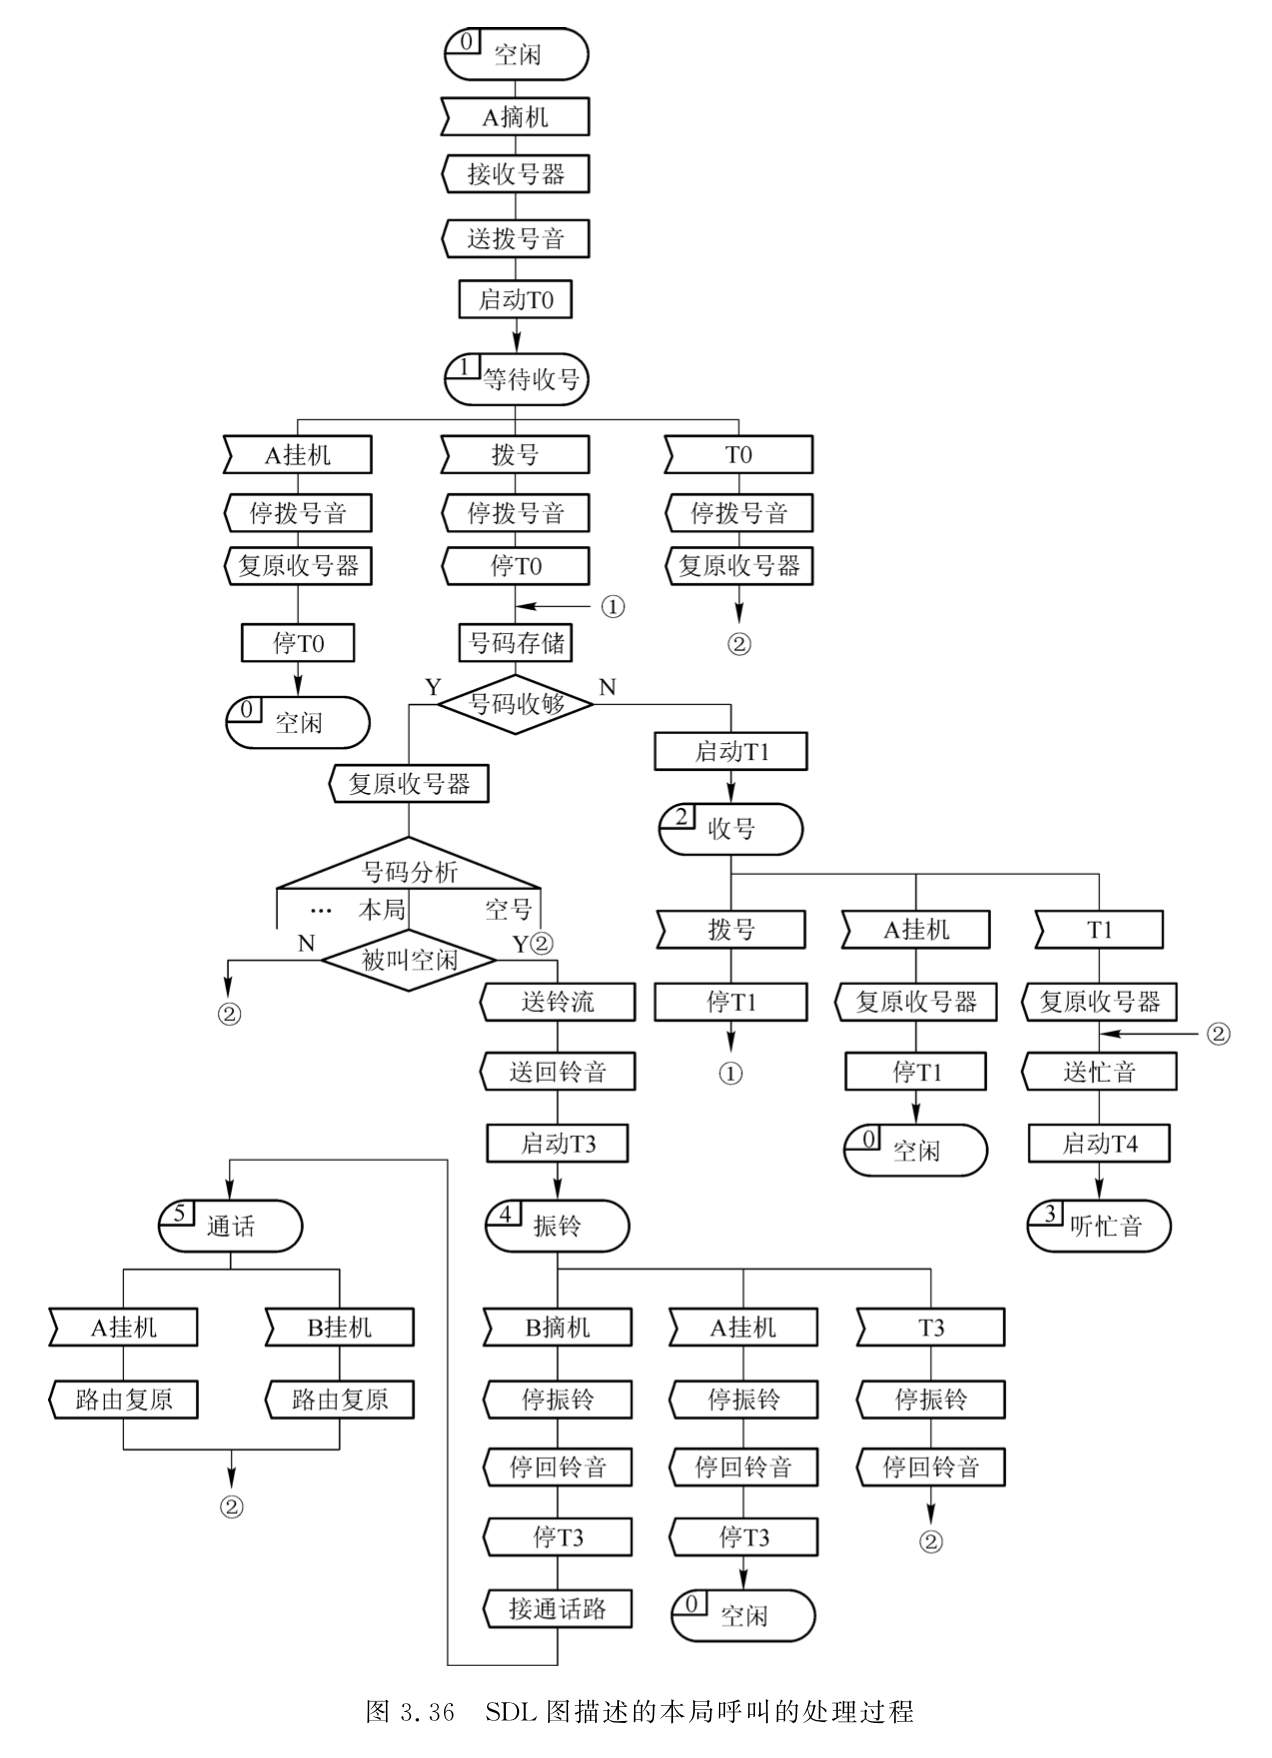 0 空闲
A摘机
接收号器
送拨号音
启动T0
1 等待收号
A挂机 拨号 T0
停拨号音 停拨号音 停拨号音
复原收号器 停T0 复原收号器
①
停T0 号码存储 ②
Y 号码收够 N
0 空闲
启动T1
复原收号器
2 收号
号码分析
… 本局 空号
拨号 A挂机 T1
N 被叫空闲 Y②
② 送铃流 停T1 复原收号器 复原收号器
②
送回铃音 ① 停T1 送忙音
启动T3 0 空闲 启动T4
5 通话 4 振铃 3 听忙音
A挂机 B挂机 B摘机 A挂机 T3
路由复原 路由复原 停振铃 停振铃 停振铃
停回铃音 停回铃音 停回铃音
②
停T3 停T3 ②
接通话路 0 空闲
图 3.36 SDL 图描述的本局呼叫的处理过程